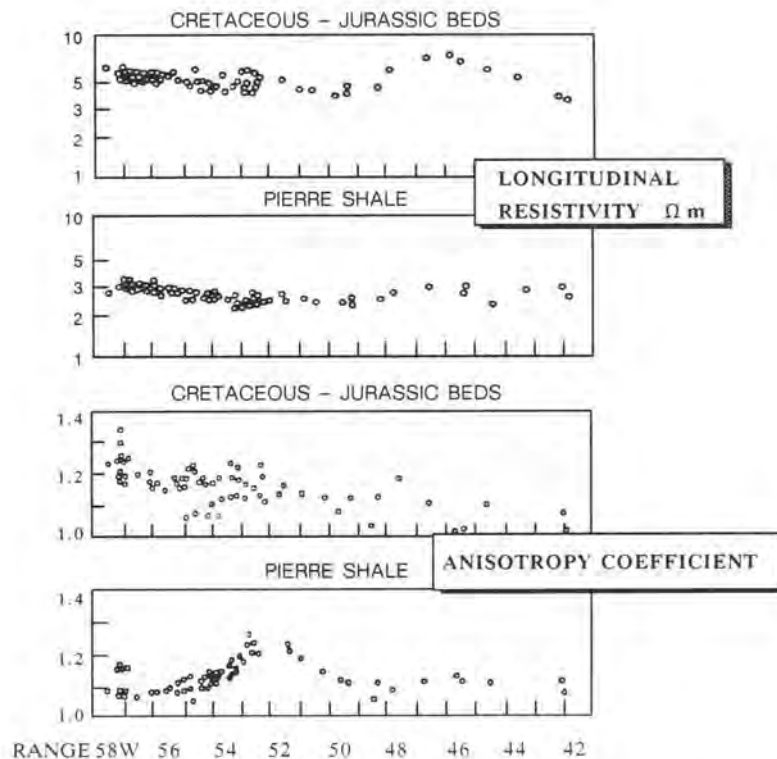 CRETACEOUS – JURASSIC BEDS
10
5
3
2
1
LONGITUDINAL
RESISTIVITY Ω m
PIERRE SHALE
10
5
3
2
1
CRETACEOUS – JURASSIC BEDS
1.4
1.2
1.0
ANISOTROPY COEFFICIENT
PIERRE SHALE
1.4
1.2
1.0
RANGE 58W 56 54 52 50 48 46 44 42